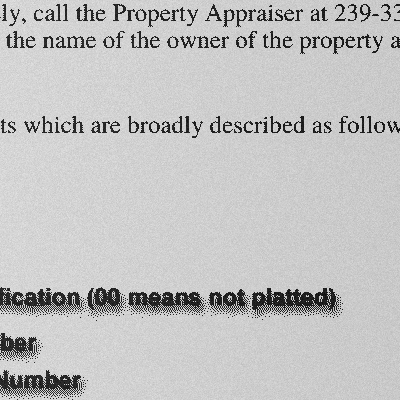 ly, call the Property Appraiser at 239-33
the name of the owner of the property a
ts which are broadly described as follow
fication (00 means not platted)
ber
Number